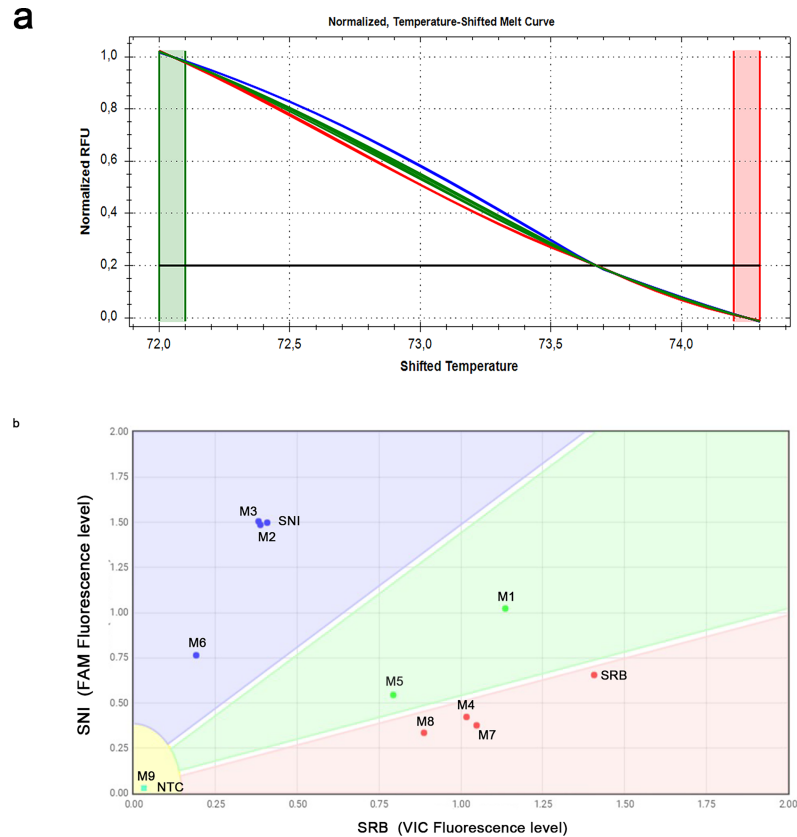 a
Normalized, Temperature-Shifted Melt Curve
Normalized RFU
1,0
0,8
0,6
0,4
0,2
0,0
72,0 72,5 73,0 73,5 74,0
Shifted Temperature
b
SNI (FAM Fluorescence level)
2.00
1.75
1.50
1.25
1.00
0.75
0.50
0.25
0.00
M3
SNI
M2
M1
M6
M5
SRB
M4
M8
M7
M9
NTC
0.00 0.25 0.50 0.75 1.00 1.25 1.50 1.75 2.00
SRB (VIC Fluorescence level)